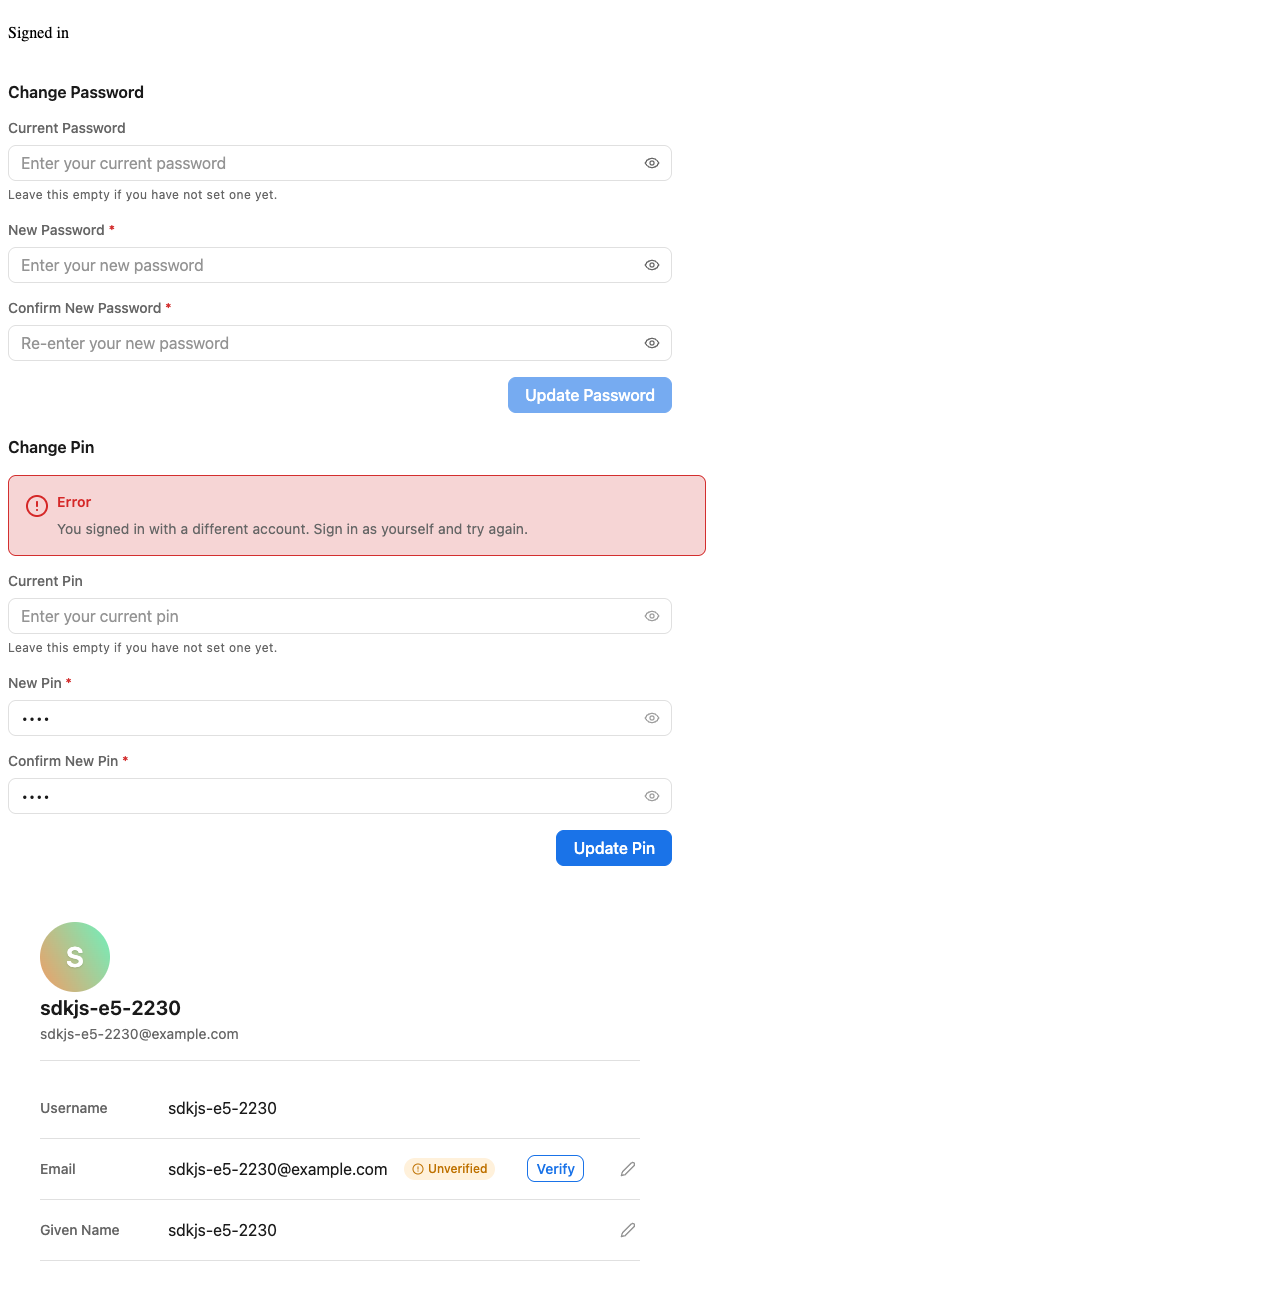 Signed in
Change Password
Current Password
Enter your current password
Leave this empty if you have not set one yet.
New Password *
Enter your new password
Confirm New Password *
Re-enter your new password
Update Password
Change Pin
Error
You signed in with a different account. Sign in as yourself and try again.
Current Pin
Enter your current pin
Leave this empty if you have not set one yet.
New Pin *
••••
Confirm New Pin *
••••
Update Pin
S
sdkjs-e5-2230
sdkjs-e5-2230@example.com
Username sdkjs-e5-2230
Email sdkjs-e5-2230@example.com Unverified Verify
Given Name sdkjs-e5-2230